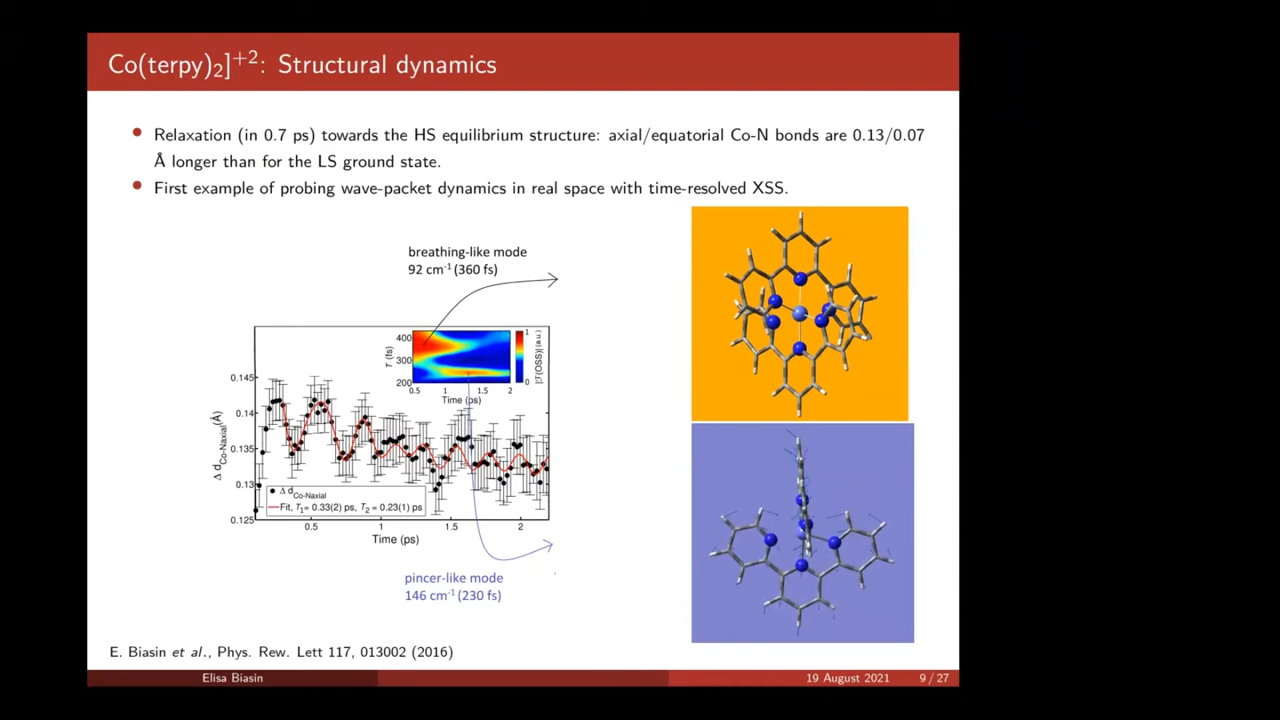 Co(terpy)₂]⁺²: Structural dynamics
Relaxation (in 0.7 ps) towards the HS equilibrium structure: axial/equatorial Co-N bonds are 0.13/0.07
Å longer than for the LS ground state.
First example of probing wave-packet dynamics in real space with time-resolved XSS.
breathing-like mode
92 cm⁻¹ (360 fs)
400
300
200
T (fs)
0.5 1 1.5 2
Time (ps)
1
0
0.145
0.14
0.135
0.13
0.125
Δ d_Co-Naxial (Å)
Δ d_Co-Naxial
Fit, T₁= 0.33(2) ps, T₂ = 0.23(1) ps
0.5 1 1.5 2
Time (ps)
pincer-like mode
146 cm⁻¹ (230 fs)
E. Biasin et al., Phys. Rew. Lett 117, 013002 (2016)
Elisa Biasin 19 August 2021 9 / 27